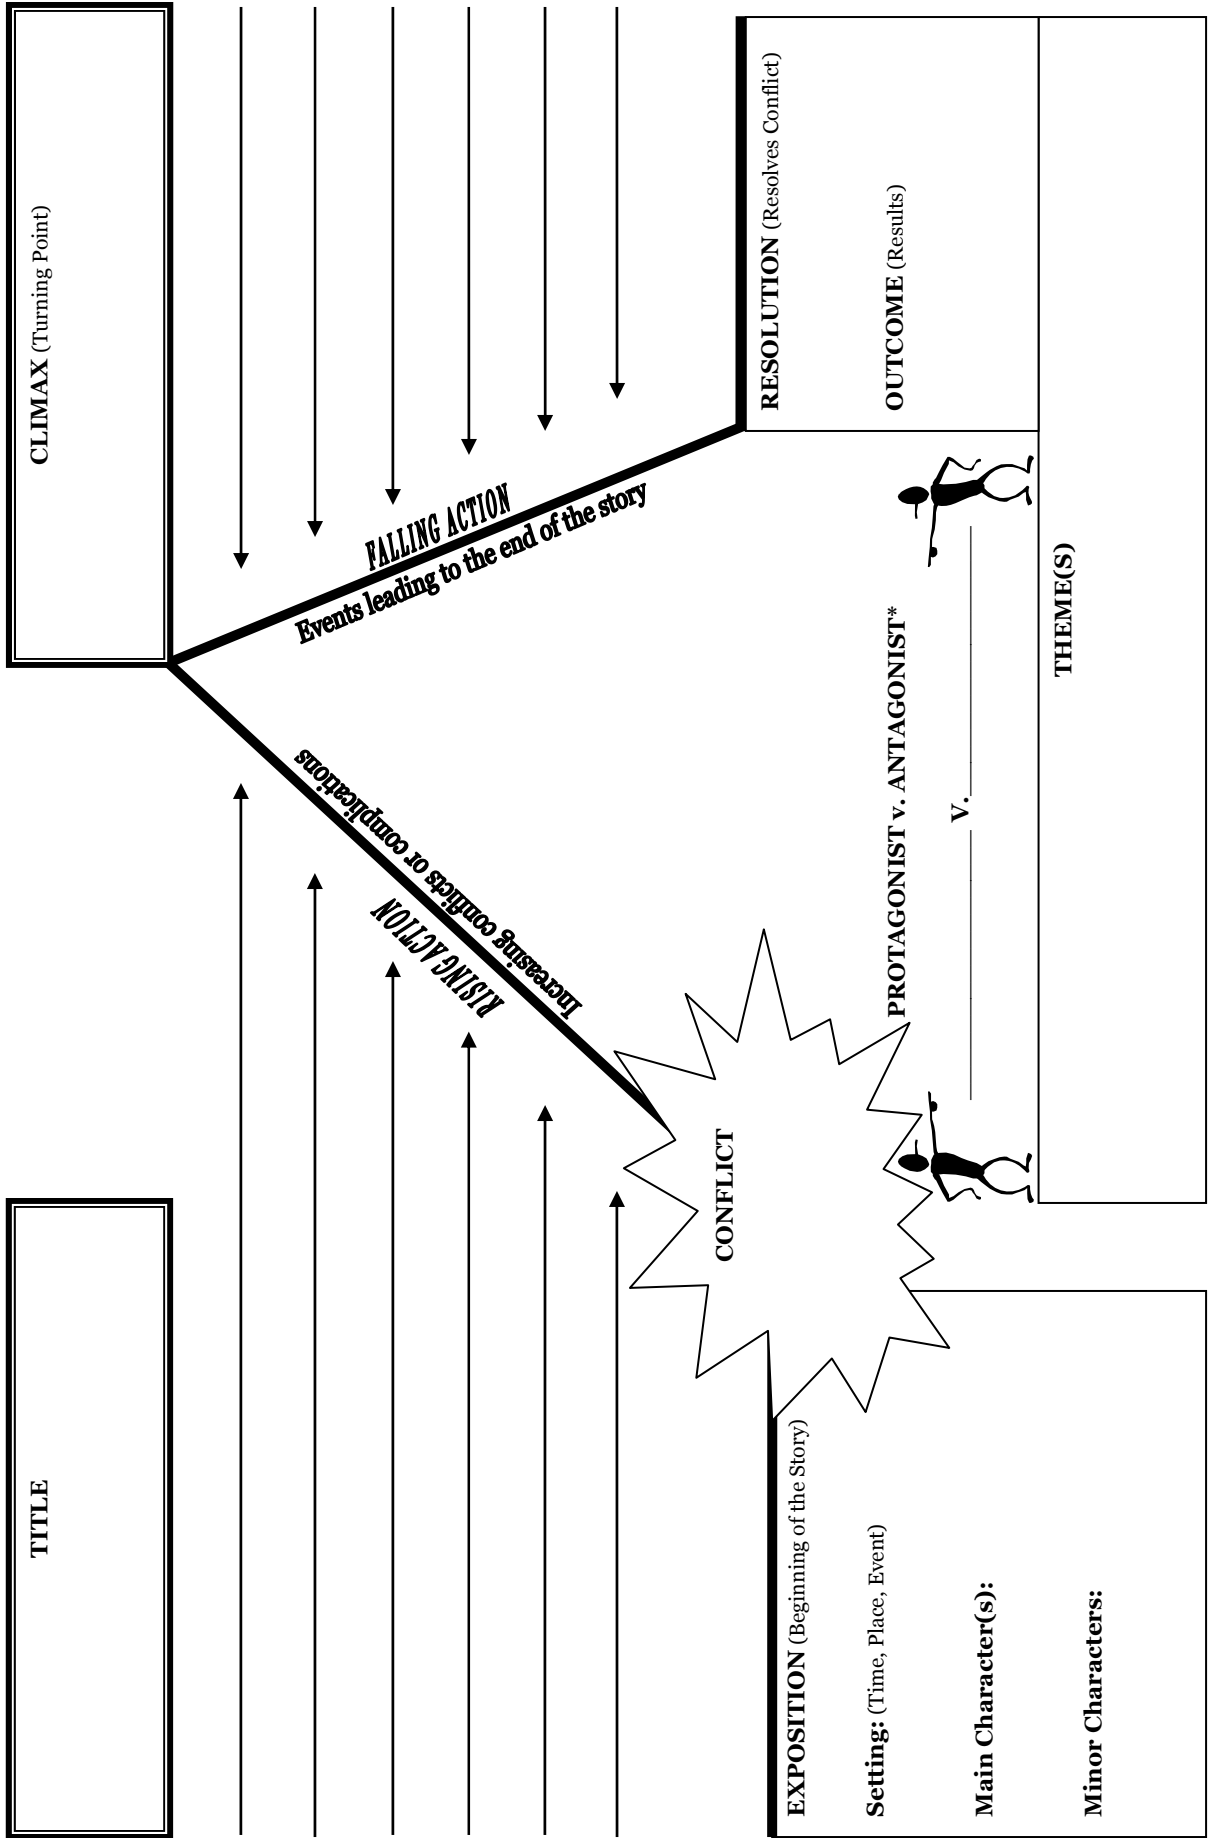 TITLE
CLIMAX (Turning Point)
RISING ACTION
Increasing conflicts or complications
FALLING ACTION
Events leading to the end of the story
CONFLICT
EXPOSITION (Beginning of the Story)
Setting: (Time, Place, Event)
Main Character(s):
Minor Characters:
PROTAGONIST v. ANTAGONIST*
v.
RESOLUTION (Resolves Conflict)
OUTCOME (Results)
THEME(S)